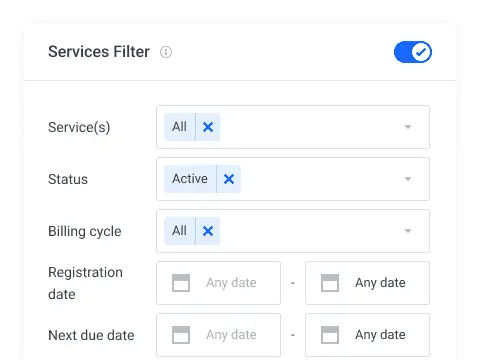 Services Filter
Service(s) All
Status Active
Billing cycle All
Registration
date Any date - Any date
Next due date Any date - Any date